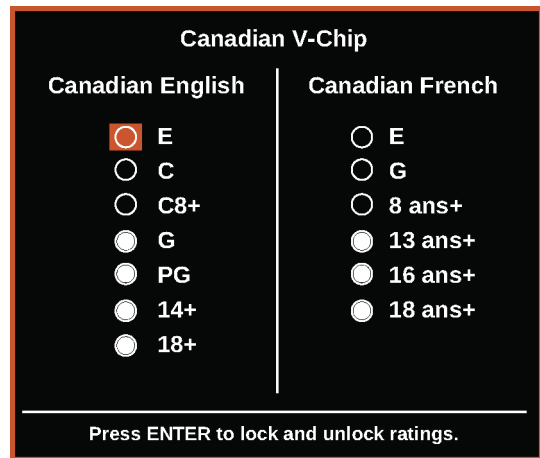 Canadian V-Chip
Canadian English
E
C
C8+
G
PG
14+
18+
Canadian French
E
G
8 ans+
13 ans+
16 ans+
18 ans+
Press ENTER to lock and unlock ratings.